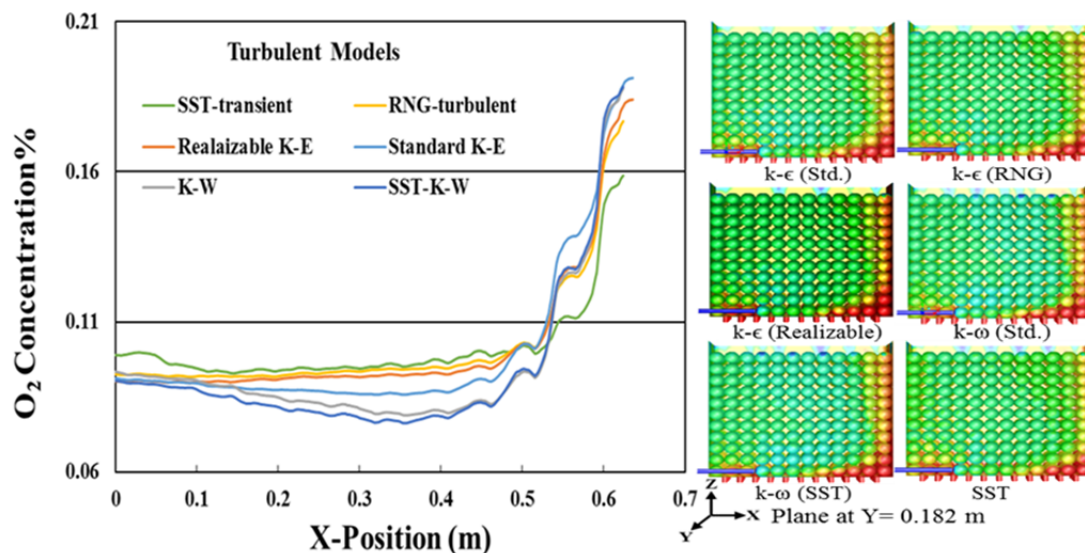 0.21
0.16
0.11
0.06
O2 Concentration%
Turbulent Models
SST-transient
RNG-turbulent
Realaizable K-E
Standard K-E
K-W
SST-K-W
0
0.1
0.2
0.3
0.4
0.5
0.6
0.7
X-Position (m)
k-ϵ (Std.)
k-ϵ (RNG)
k-ϵ (Realizable)
k-ω (Std.)
k-ω (SST)
SST
Z
X
Y
Plane at Y= 0.182 m